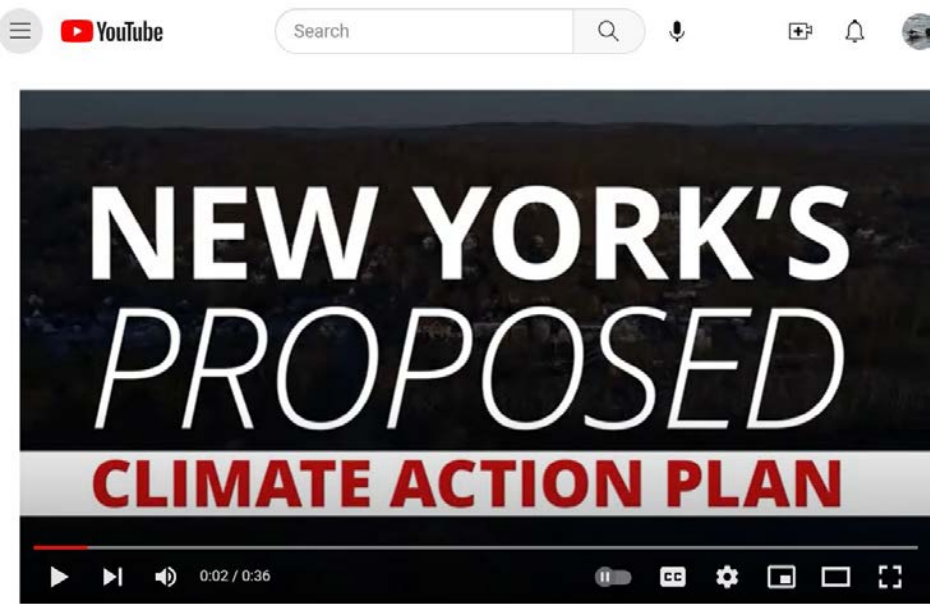 YouTube
Search
NEW YORK'S
PROPOSED
CLIMATE ACTION PLAN
0:02 / 0:36
CC